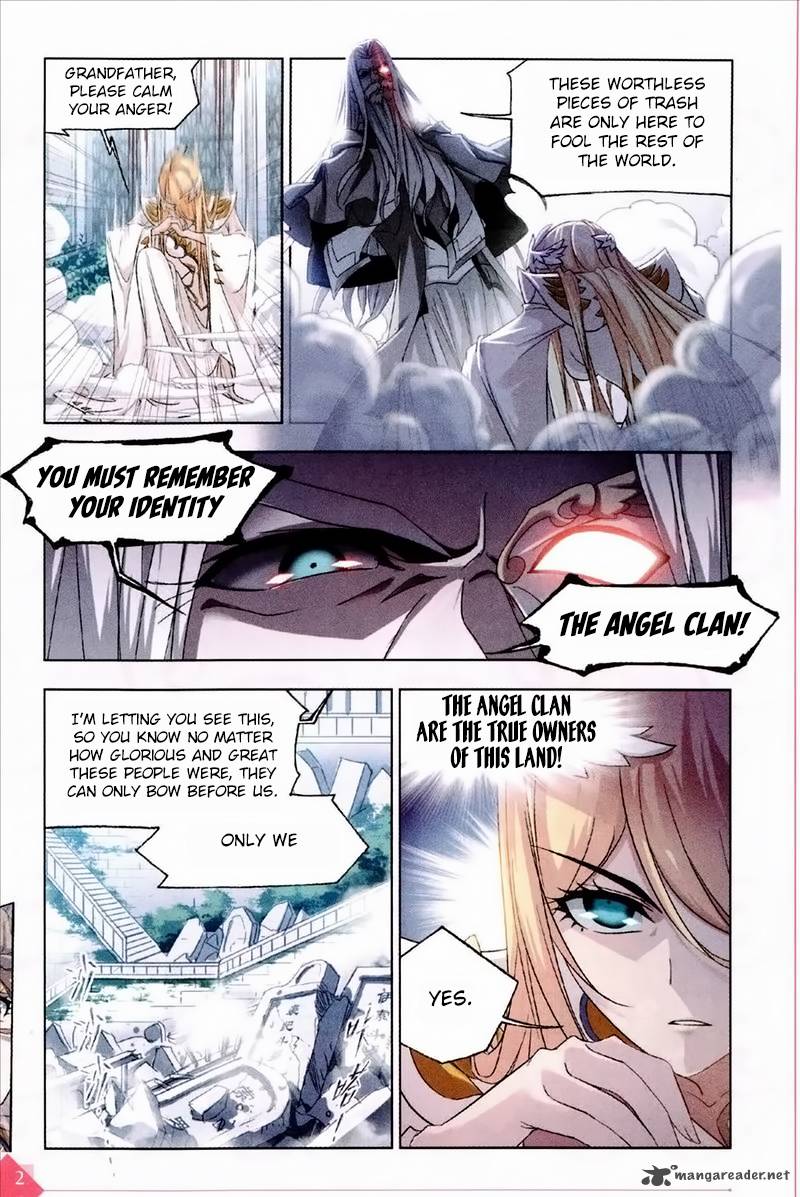 GRANDFATHER,
PLEASE CALM
YOUR ANGER!
THESE WORTHLESS
PIECES OF TRASH
ARE ONLY HERE TO
FOOL THE REST OF
THE WORLD.
YOU MUST REMEMBER
YOUR IDENTITY
THE ANGEL CLAN!
I'M LETTING YOU SEE THIS,
SO YOU KNOW NO MATTER
HOW GLORIOUS AND GREAT
THESE PEOPLE WERE, THEY
CAN ONLY BOW BEFORE US.
ONLY WE
THE ANGEL CLAN
ARE THE TRUE OWNERS
OF THIS LAND!
YES.
2
mangareader.net